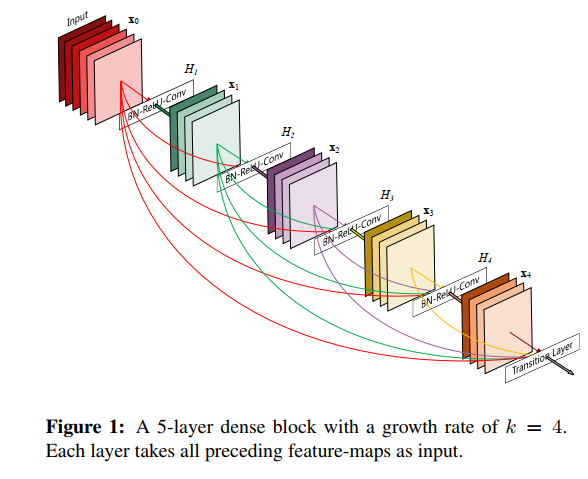 Input
x0
H1
BN-ReLU-Conv
x1
H2
BN-ReLU-Conv
x2
H3
BN-ReLU-Conv
x3
H4
BN-ReLU-Conv
x4
Transition Layer
Figure 1: A 5-layer dense block with a growth rate of k = 4.
Each layer takes all preceding feature-maps as input.